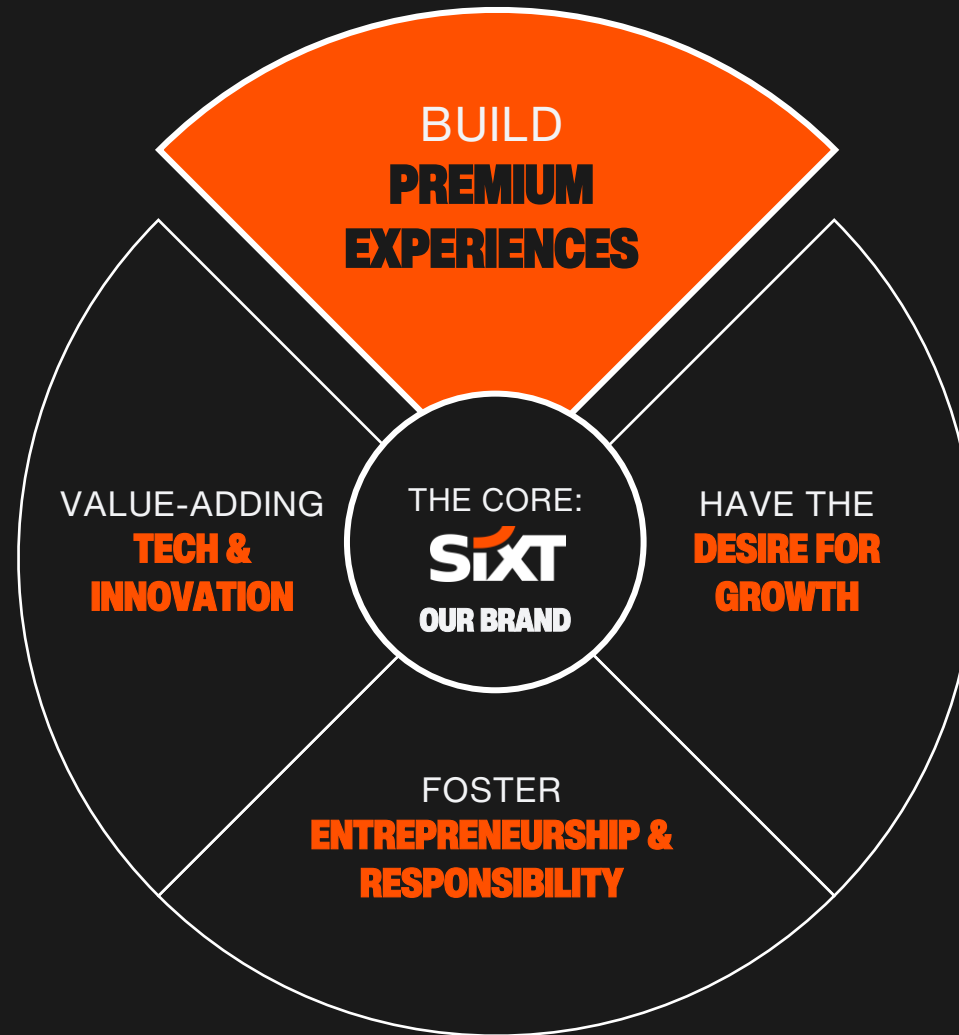 BUILD
PREMIUM
EXPERIENCES
VALUE-ADDING
TECH &
INNOVATION
THE CORE:
SIXT
OUR BRAND
HAVE THE
DESIRE FOR
GROWTH
FOSTER
ENTREPRENEURSHIP &
RESPONSIBILITY